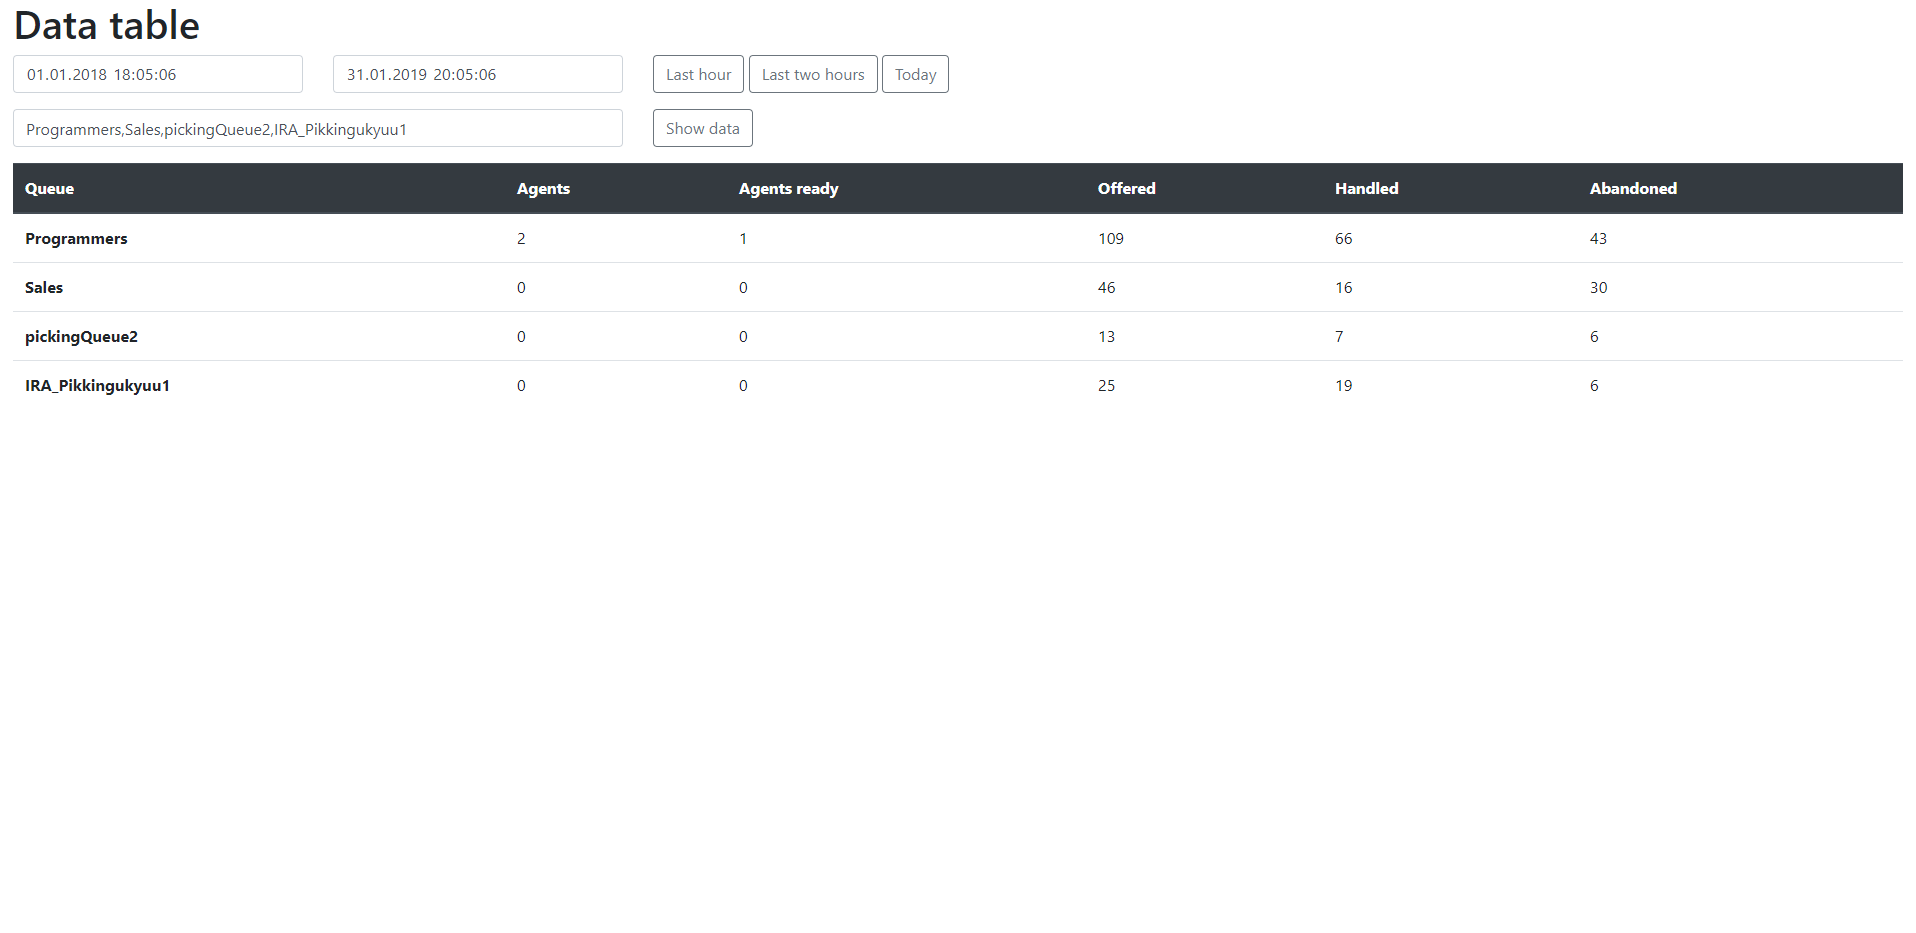 Data table
01.01.2018 18:05:06 31.01.2019 20:05:06 Last hour Last two hours Today
Programmers,Sales,pickingQueue2,IRA_Pikkingukyuu1 Show data
Queue Agents Agents ready Offered Handled Abandoned
Programmers 2 1 109 66 43
Sales 0 0 46 16 30
pickingQueue2 0 0 13 7 6
IRA_Pikkingukyuu1 0 0 25 19 6